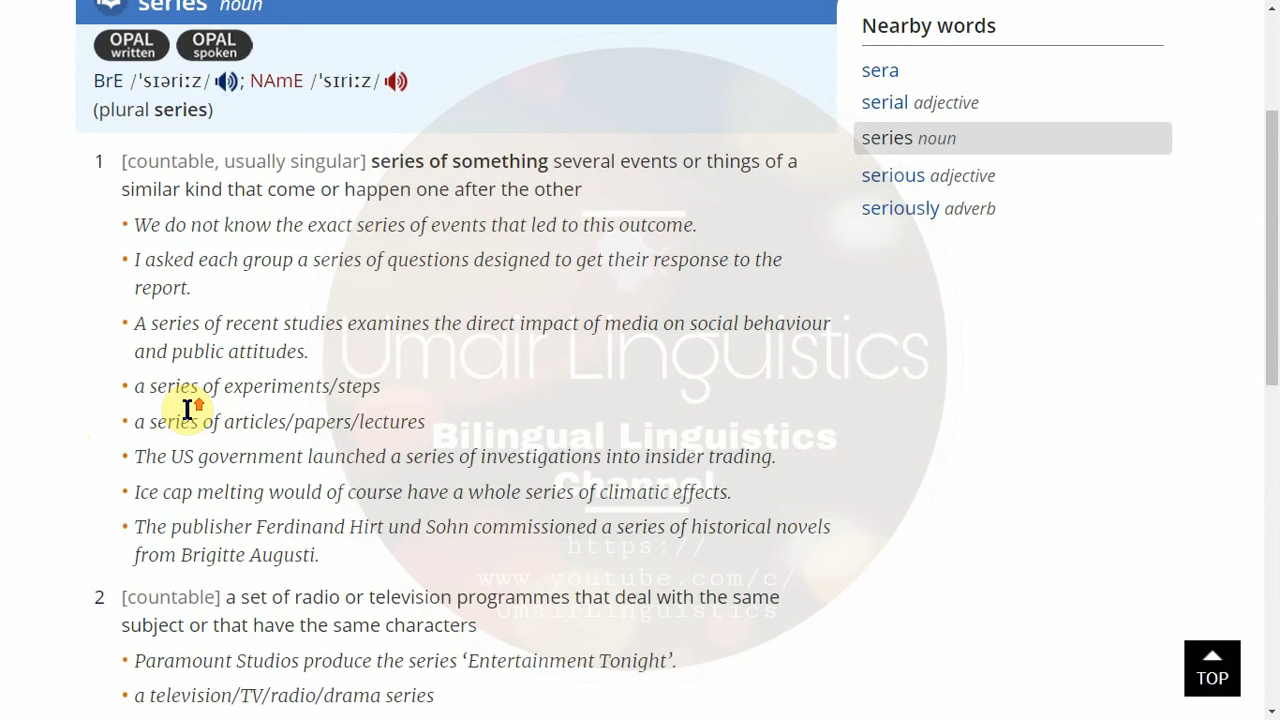 series noun
OPAL written
OPAL spoken
BrE /ˈsɪəriːz/ ; NAmE /ˈsɪriːz/
(plural series)
1 [countable, usually singular] series of something several events or things of a
similar kind that come or happen one after the other
• We do not know the exact series of events that led to this outcome.
• I asked each group a series of questions designed to get their response to the
report.
• A series of recent studies examines the direct impact of media on social behaviour
and public attitudes.
• a series of experiments/steps
• a series of articles/papers/lectures
• The US government launched a series of investigations into insider trading.
• Ice cap melting would of course have a whole series of climatic effects.
• The publisher Ferdinand Hirt und Sohn commissioned a series of historical novels
from Brigitte Augusti.
2 [countable] a set of radio or television programmes that deal with the same
subject or that have the same characters
• Paramount Studios produce the series ‘Entertainment Tonight’.
• a television/TV/radio/drama series
Nearby words
sera
serial adjective
series noun
serious adjective
seriously adverb
TOP
Umair Linguistics
Bilingual Linguistics
Channel
https://
www.youtube.com/c/
UmairLinguistics